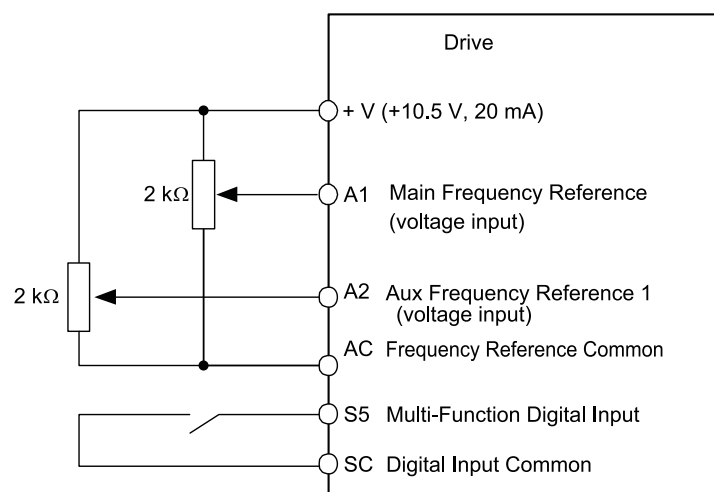 Drive
+ V (+10.5 V, 20 mA)
2 kΩ
A1 Main Frequency Reference
(voltage input)
2 kΩ
A2 Aux Frequency Reference 1
(voltage input)
AC Frequency Reference Common
S5 Multi-Function Digital Input
SC Digital Input Common